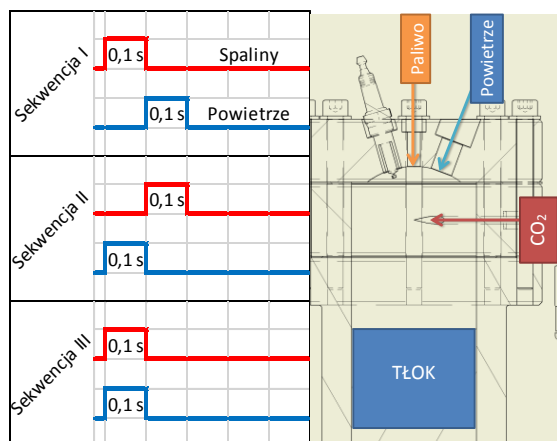 Sekwencja I
0,1 s
Spaliny
0,1 s
Powietrze
Sekwencja II
0,1 s
0,1 s
Sekwencja III
0,1 s
0,1 s
Paliwo
Powietrze
CO₂
TŁOK